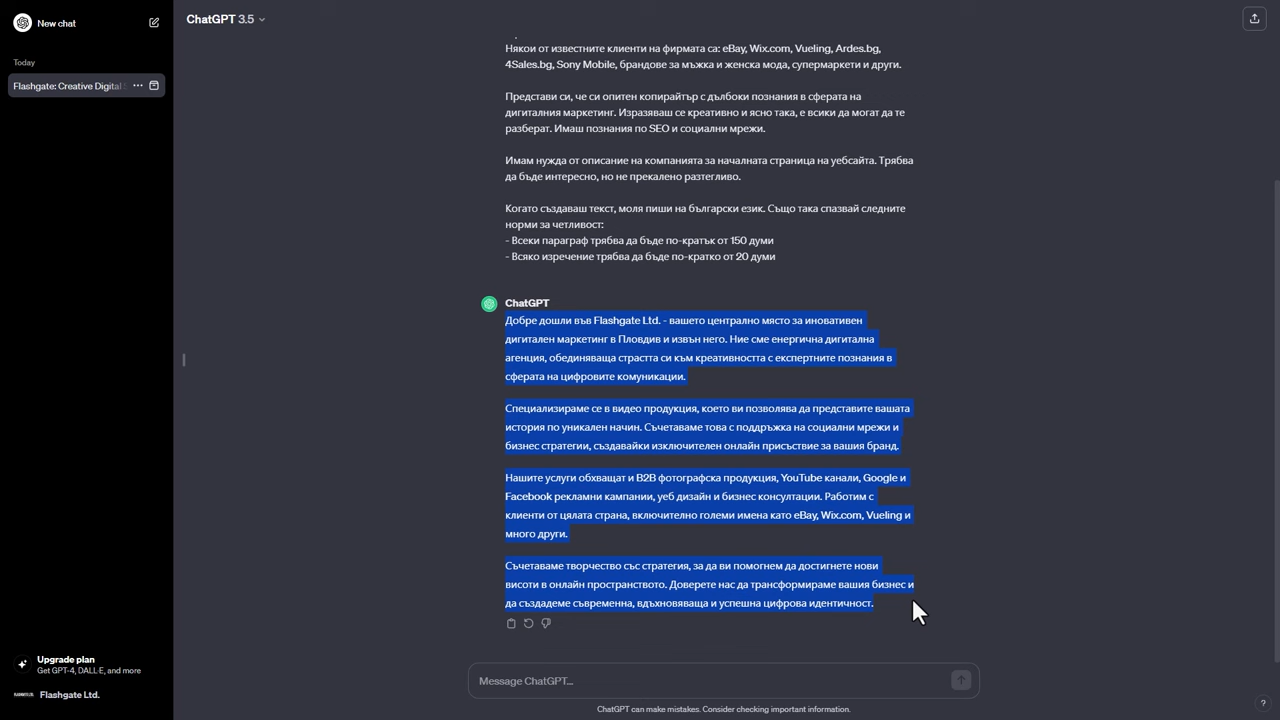 New chat
ChatGPT 3.5
Today
Flashgate: Creative Digital
Някои от известните клиенти на фирмата са: eBay, Wix.com, Vueling, Ardes.bg,
4Sales.bg, Sony Mobile, брандове за мъжка и женска мода, супермаркети и други.
Представи си, че си опитен копирайтър с дълбоки познания в сферата на
дигиталния маркетинг. Изразяваш се креативно и ясно така, е всики да могат да те
разберат. Имаш познания по SEO и социални мрежи.
Имам нужда от описание на компанията за началната страница на уебсайта. Трябва
да бъде интересно, но не прекалено разтегливо.
Когато създаваш текст, моля пиши на български език. Също така спазвай следните
норми за четливост:
- Всеки параграф трябва да бъде по-кратък от 150 думи
- Всяко изречение трябва да бъде по-кратко от 20 думи
ChatGPT
Добре дошли във Flashgate Ltd. - вашето централно място за иновативен
дигитален маркетинг в Пловдив и извън него. Ние сме енергична дигитална
агенция, обединяваща страстта си към креативността с експертните познания в
сферата на цифровите комуникации.
Специализираме се в видео продукция, което ви позволява да представите вашата
история по уникален начин. Съчетаваме това с поддръжка на социални мрежи и
бизнес стратегии, създавайки изключителен онлайн присъствие за вашия бранд.
Нашите услуги обхващат и B2B фотографска продукция, YouTube канали, Google и
Facebook рекламни кампании, уеб дизайн и бизнес консултации. Работим с
клиенти от цялата страна, включително големи имена като eBay, Wix.com, Vueling и
много други.
Съчетаваме творчество със стратегия, за да ви помогнем да достигнете нови
висоти в онлайн пространството. Доверете нас да трансформираме вашия бизнес и
да създадеме съвременна, вдъхновяваща и успешна цифрова идентичност.
Upgrade plan
Get GPT-4, DALL·E, and more
FLASHGATE LTD.
Flashgate Ltd.
Message ChatGPT...
ChatGPT can make mistakes. Consider checking important information.
?